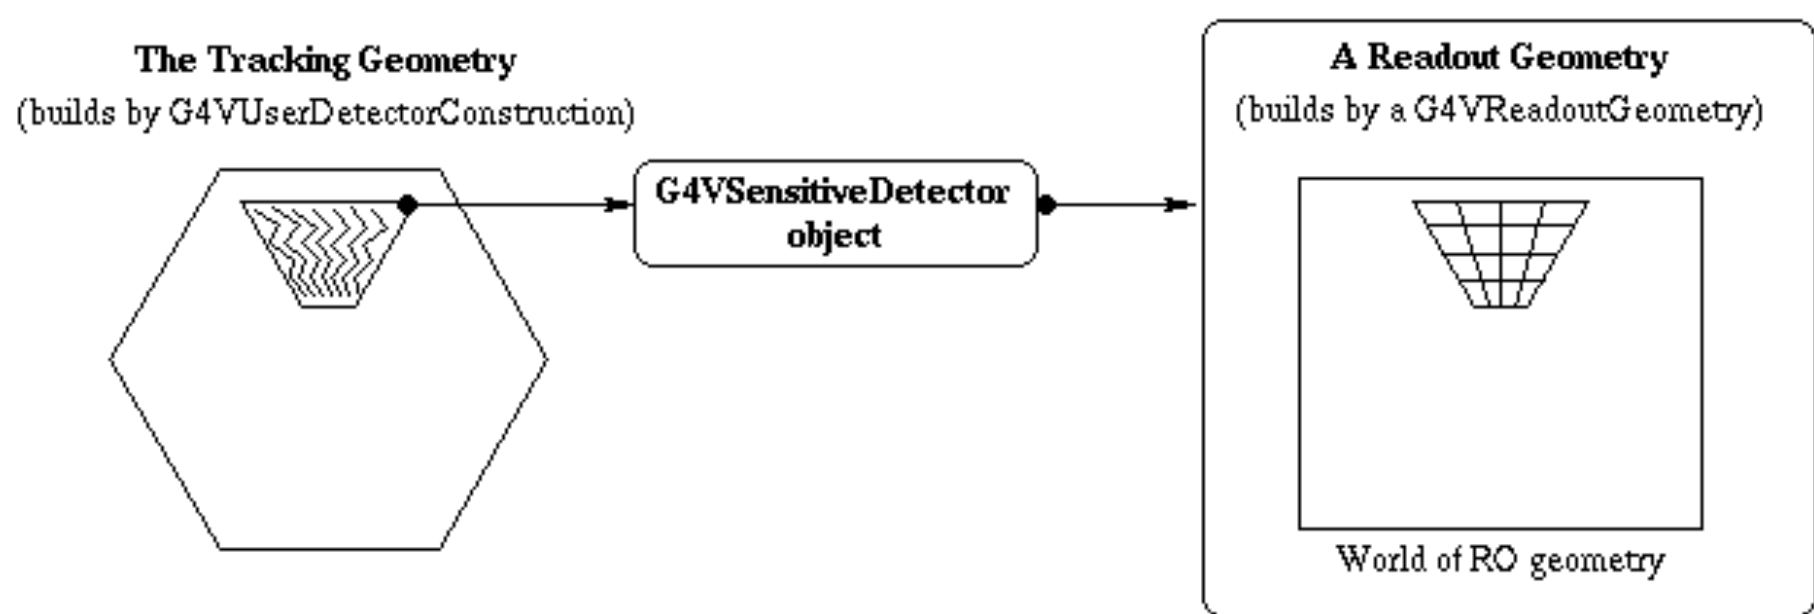 The Tracking Geometry
(builds by G4VUserDetectorConstruction)
G4VSensitiveDetector
object
A Readout Geometry
(builds by a G4VReadoutGeometry)
World of RO geometry